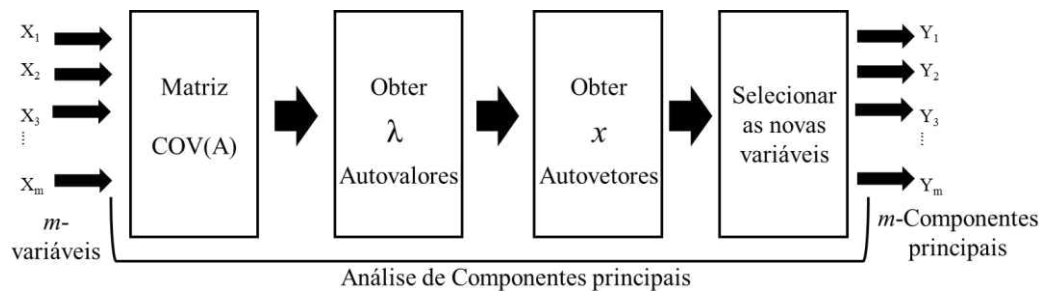 X1
X2
X3
⋮
Xm
m-
variáveis
Matriz
COV(A)
Obter
λ
Autovalores
Obter
x
Autovetores
Selecionar
as novas
variáveis
Y1
Y2
Y3
⋮
Ym
m-Componentes
principais
Análise de Componentes principais